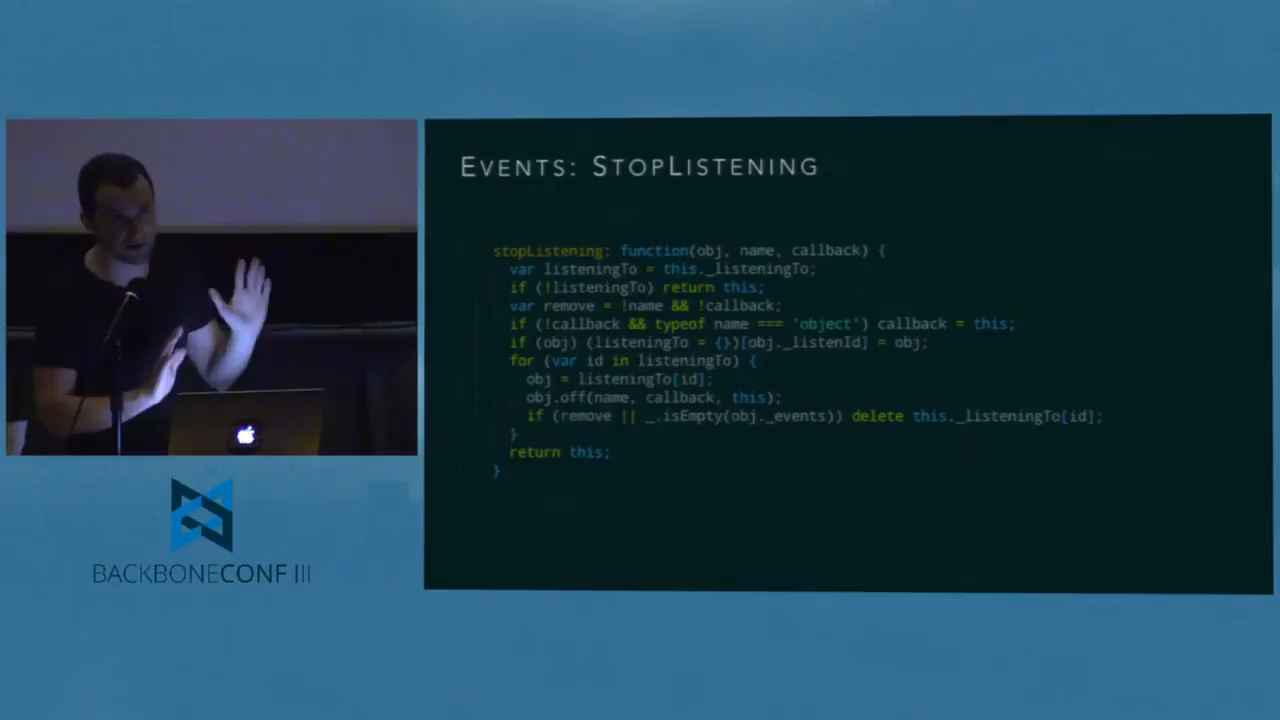 EVENTS: STOPLISTENING
stopListening: function(obj, name, callback) {
var listeningTo = this._listeningTo;
if (!listeningTo) return this;
var remove = !name && !callback;
if (!callback && typeof name === 'object') callback = this;
if (obj) (listeningTo = {})[obj._listenId] = obj;
for (var id in listeningTo) {
obj = listeningTo[id];
obj.off(name, callback, this);
if (remove || _.isEmpty(obj._events)) delete this._listeningTo[id];
}
return this;
}
BACKBONECONF III